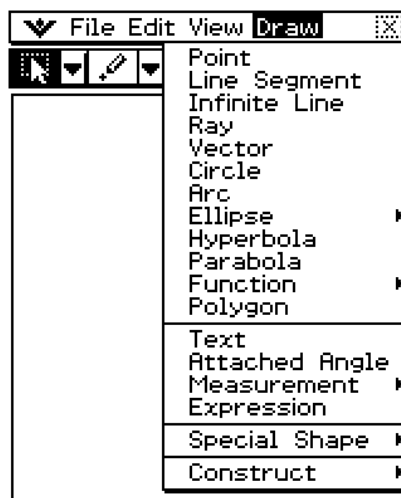 File Edit View Draw
Point
Line Segment
Infinite Line
Ray
Vector
Circle
Arc
Ellipse
Hyperbola
Parabola
Function
Polygon
Text
Attached Angle
Measurement
Expression
Special Shape
Construct